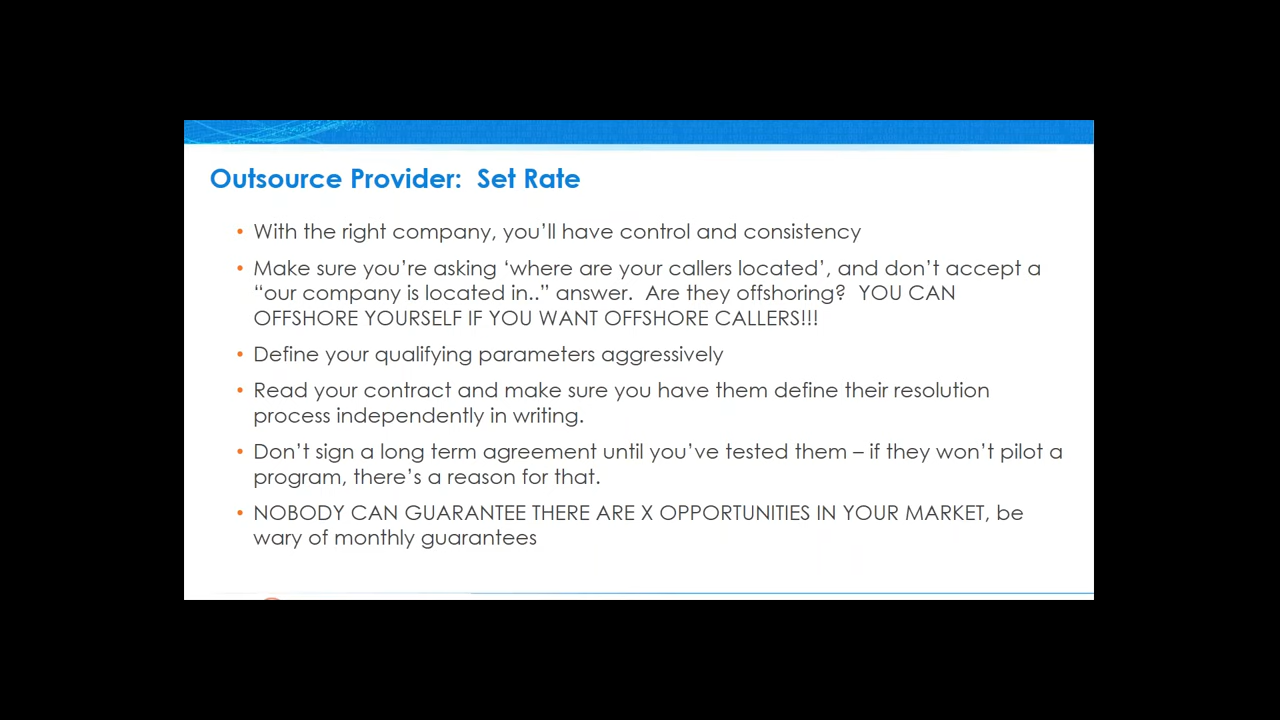 Outsource Provider:  Set Rate
• With the right company, you’ll have control and consistency
• Make sure you’re asking ‘where are your callers located’, and don’t accept a
“our company is located in..” answer.  Are they offshoring?  YOU CAN
OFFSHORE YOURSELF IF YOU WANT OFFSHORE CALLERS!!!
• Define your qualifying parameters aggressively
• Read your contract and make sure you have them define their resolution
process independently in writing.
• Don’t sign a long term agreement until you’ve tested them – if they won’t pilot a
program, there’s a reason for that.
• NOBODY CAN GUARANTEE THERE ARE X OPPORTUNITIES IN YOUR MARKET, be
wary of monthly guarantees